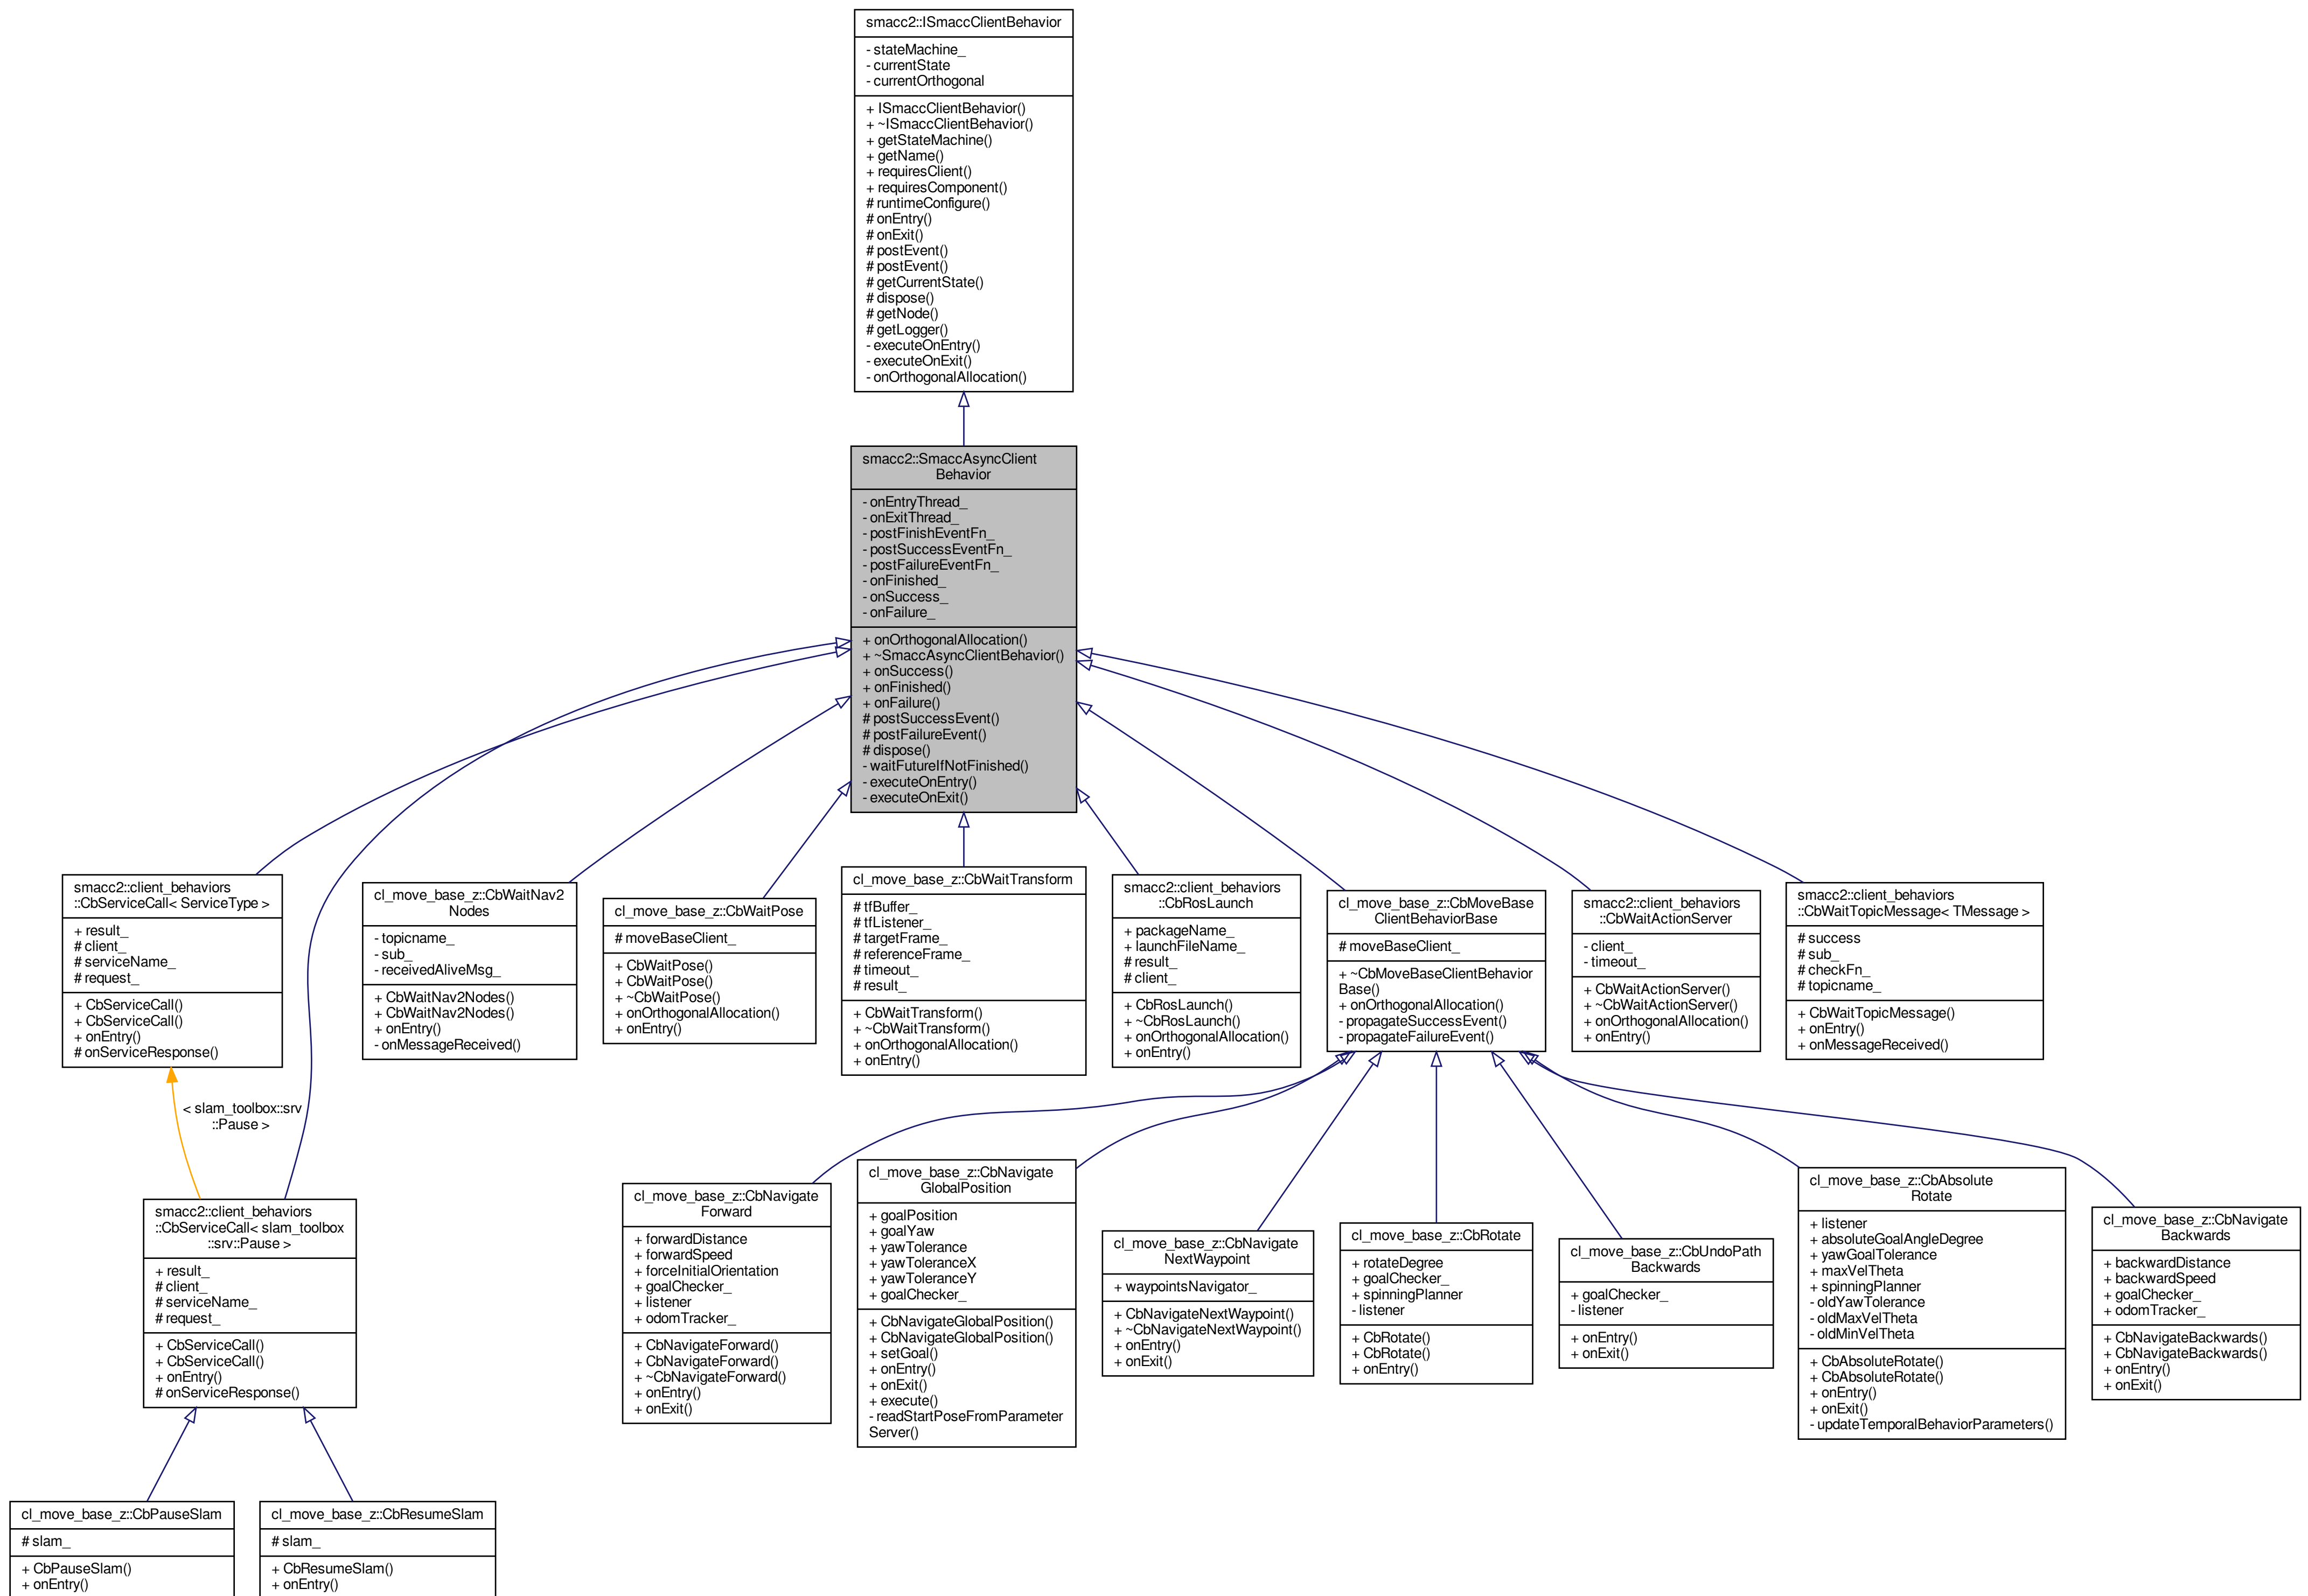 smacc2::ISmaccClientBehavior
- stateMachine_
- currentState
- currentOrthogonal
+ ISmaccClientBehavior()
+ ~ISmaccClientBehavior()
+ getStateMachine()
+ getName()
+ requiresClient()
+ requiresComponent()
# runtimeConfigure()
# onEntry()
# onExit()
# postEvent()
# postEvent()
# getCurrentState()
# dispose()
# getNode()
# getLogger()
- executeOnEntry()
- executeOnExit()
- onOrthogonalAllocation()
smacc2::SmaccAsyncClient
Behavior
- onEntryThread_
- onExitThread_
- postFinishEventFn_
- postSuccessEventFn_
- postFailureEventFn_
- onFinished_
- onSuccess_
- onFailure_
+ onOrthogonalAllocation()
+ ~SmaccAsyncClientBehavior()
+ onSuccess()
+ onFinished()
+ onFailure()
# postSuccessEvent()
# postFailureEvent()
# dispose()
- waitFutureIfNotFinished()
- executeOnEntry()
- executeOnExit()
smacc2::client_behaviors
::CbServiceCall< ServiceType >
+ result_
# client_
# serviceName_
# request_
+ CbServiceCall()
+ CbServiceCall()
+ onEntry()
# onServiceResponse()
cl_move_base_z::CbWaitNav2
Nodes
- topicname_
- sub_
- receivedAliveMsg_
+ CbWaitNav2Nodes()
+ CbWaitNav2Nodes()
+ onEntry()
- onMessageReceived()
cl_move_base_z::CbWaitPose
# moveBaseClient_
+ CbWaitPose()
+ CbWaitPose()
+ ~CbWaitPose()
+ onOrthogonalAllocation()
+ onEntry()
cl_move_base_z::CbWaitTransform
# tfBuffer_
# tfListener_
# targetFrame_
# referenceFrame_
# timeout_
# result_
+ CbWaitTransform()
+ ~CbWaitTransform()
+ onOrthogonalAllocation()
+ onEntry()
smacc2::client_behaviors
::CbRosLaunch
+ packageName_
+ launchFileName_
# result_
# client_
+ CbRosLaunch()
+ ~CbRosLaunch()
+ onOrthogonalAllocation()
+ onEntry()
cl_move_base_z::CbMoveBase
ClientBehaviorBase
# moveBaseClient_
+ ~CbMoveBaseClientBehavior
Base()
+ onOrthogonalAllocation()
- propagateSuccessEvent()
- propagateFailureEvent()
smacc2::client_behaviors
::CbWaitActionServer
- client_
- timeout_
+ CbWaitActionServer()
+ ~CbWaitActionServer()
+ onOrthogonalAllocation()
+ onEntry()
smacc2::client_behaviors
::CbWaitTopicMessage< TMessage >
# success
# sub_
# checkFn_
# topicname_
+ CbWaitTopicMessage()
+ onEntry()
+ onMessageReceived()
< slam_toolbox::srv
::Pause >
smacc2::client_behaviors
::CbServiceCall< slam_toolbox
::srv::Pause >
+ result_
# client_
# serviceName_
# request_
+ CbServiceCall()
+ CbServiceCall()
+ onEntry()
# onServiceResponse()
cl_move_base_z::CbNavigate
Forward
+ forwardDistance
+ forwardSpeed
+ forceInitialOrientation
+ goalChecker_
+ listener
+ odomTracker_
+ CbNavigateForward()
+ CbNavigateForward()
+ ~CbNavigateForward()
+ onEntry()
+ onExit()
cl_move_base_z::CbNavigate
GlobalPosition
+ goalPosition
+ goalYaw
+ yawTolerance
+ yawToleranceX
+ yawToleranceY
+ goalChecker_
+ CbNavigateGlobalPosition()
+ CbNavigateGlobalPosition()
+ setGoal()
+ onEntry()
+ onExit()
+ execute()
- readStartPoseFromParameter
Server()
cl_move_base_z::CbNavigate
NextWaypoint
+ waypointsNavigator_
+ CbNavigateNextWaypoint()
+ ~CbNavigateNextWaypoint()
+ onEntry()
+ onExit()
cl_move_base_z::CbRotate
+ rotateDegree
+ goalChecker_
+ spinningPlanner
- listener
+ CbRotate()
+ CbRotate()
+ onEntry()
cl_move_base_z::CbUndoPath
Backwards
+ goalChecker_
- listener
+ onEntry()
+ onExit()
cl_move_base_z::CbAbsolute
Rotate
+ listener
+ absoluteGoalAngleDegree
+ yawGoalTolerance
+ maxVelTheta
+ spinningPlanner
- oldYawTolerance
- oldMaxVelTheta
- oldMinVelTheta
+ CbAbsoluteRotate()
+ CbAbsoluteRotate()
+ onEntry()
+ onExit()
- updateTemporalBehaviorParameters()
cl_move_base_z::CbNavigate
Backwards
+ backwardDistance
+ backwardSpeed
+ goalChecker_
+ odomTracker_
+ CbNavigateBackwards()
+ CbNavigateBackwards()
+ onEntry()
+ onExit()
cl_move_base_z::CbPauseSlam
# slam_
+ CbPauseSlam()
+ onEntry()
cl_move_base_z::CbResumeSlam
# slam_
+ CbResumeSlam()
+ onEntry()